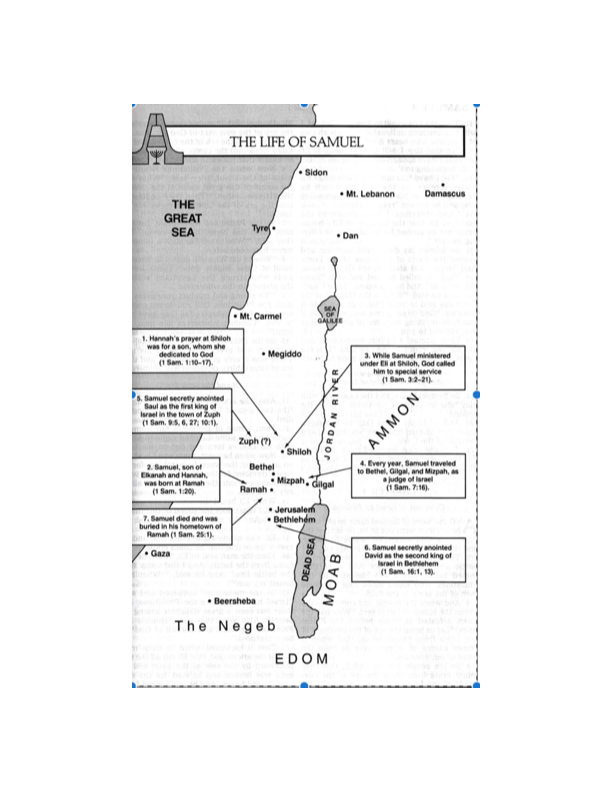 THE LIFE OF SAMUEL
Sidon
Mt. Lebanon
Damascus
THE
GREAT
SEA
Tyre
Dan
SEA
OF
GALILEE
Mt. Carmel
1. Hannah's prayer at Shiloh
was for a son, whom she
dedicated to God
(1 Sam. 1:10–17).
Megiddo
3. While Samuel ministered
under Eli at Shiloh, God called
him to special service
(1 Sam. 3:2–21).
JORDAN RIVER
AMMON
5. Samuel secretly anointed
Saul as the first king of
Israel in the town of Zuph
(1 Sam. 9:5, 6, 27; 10:1).
Zuph (?)
Shiloh
2. Samuel, son of
Elkanah and Hannah,
was born at Ramah
(1 Sam. 1:20).
Bethel
Mizpah
Gilgal
Ramah
4. Every year, Samuel traveled
to Bethel, Gilgal, and Mizpah, as
a judge of Israel
(1 Sam. 7:16).
7. Samuel died and was
buried in his hometown of
Ramah (1 Sam. 25:1).
Jerusalem
Bethlehem
Gaza
DEAD SEA
MOAB
6. Samuel secretly anointed
David as the second king of
Israel in Bethlehem
(1 Sam. 16:1, 13).
Beersheba
The Negeb
EDOM